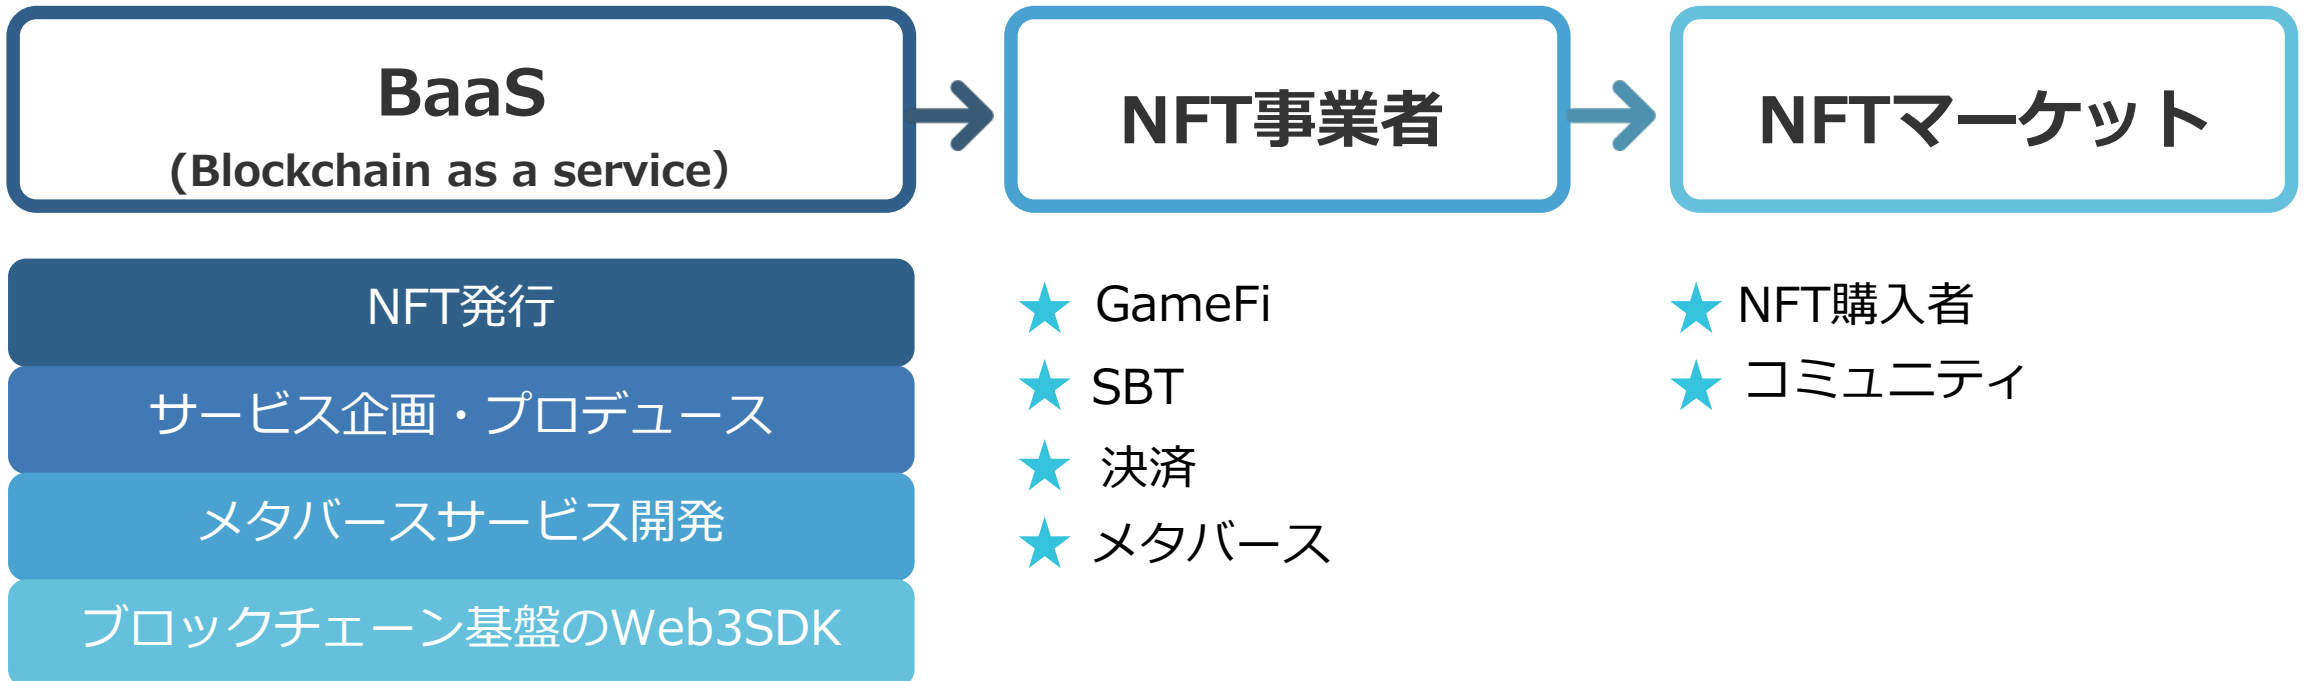 BaaS
(Blockchain as a service）
NFT事業者
NFTマーケット
NFT発行
サービス企画・プロデュース
メタバースサービス開発
ブロックチェーン基盤のWeb3SDK
GameFi
SBT
決済
メタバース
NFT購入者
コミュニティ